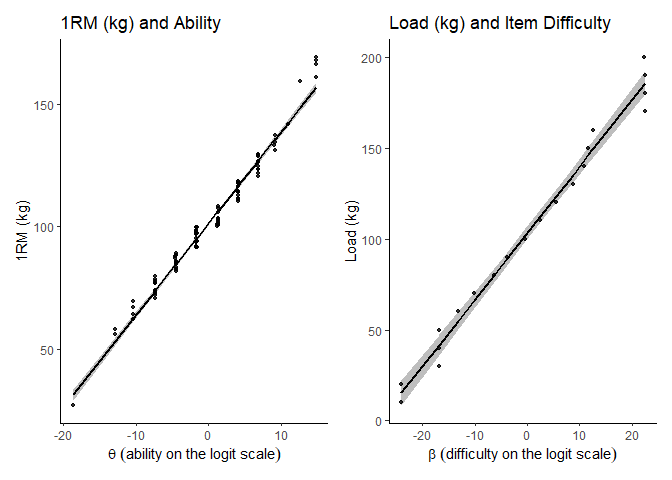 1RM (kg) and Ability
1RM (kg)
150
100
50
-20
-10
0
10
θ (ability on the logit scale)
Load (kg) and Item Difficulty
Load (kg)
200
150
100
50
0
-20
-10
0
10
20
β (difficulty on the logit scale)